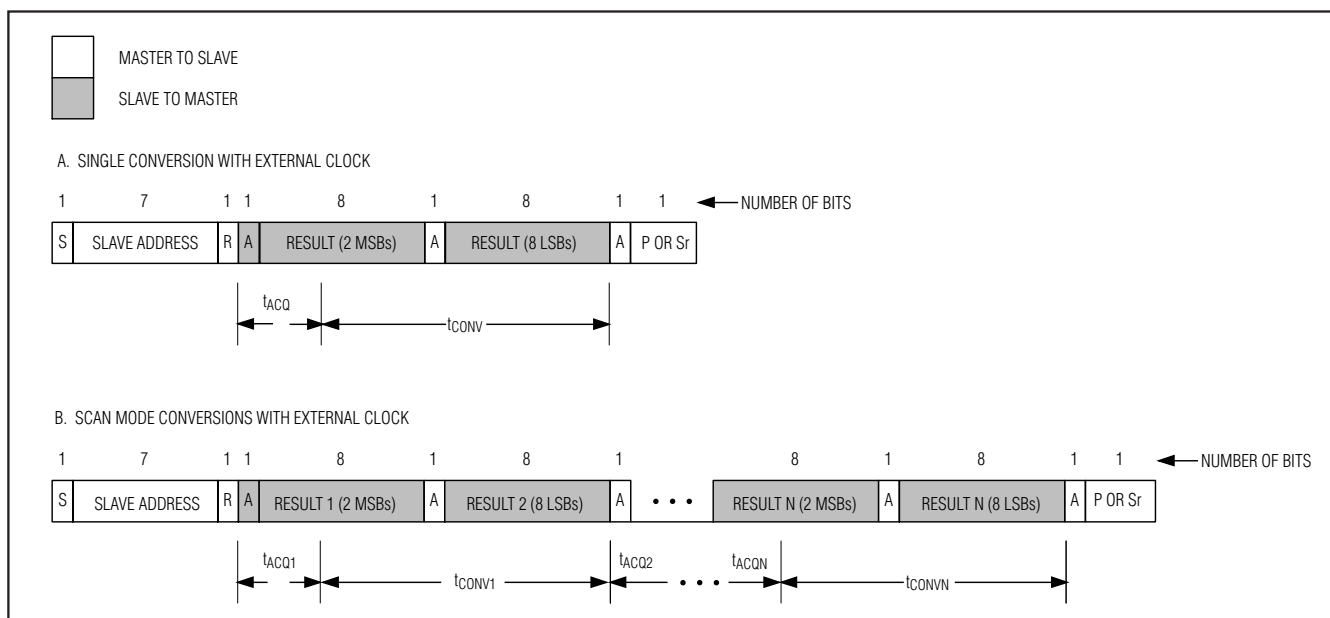 MASTER TO SLAVE
SLAVE TO MASTER
A. SINGLE CONVERSION WITH EXTERNAL CLOCK
1 7 1 1 8 1 8 1 1 NUMBER OF BITS
S SLAVE ADDRESS R A RESULT (2 MSBs) A RESULT (8 LSBs) A P OR Sr
tACQ
tCONV
B. SCAN MODE CONVERSIONS WITH EXTERNAL CLOCK
1 7 1 1 8 1 8 1 8 1 8 1 1 NUMBER OF BITS
S SLAVE ADDRESS R A RESULT 1 (2 MSBs) A RESULT 2 (8 LSBs) A • • • RESULT N (2 MSBs) A RESULT N (8 LSBs) A P OR Sr
tACQ1 tACQ2 tACQN
tCONV1 • • • tCONVN